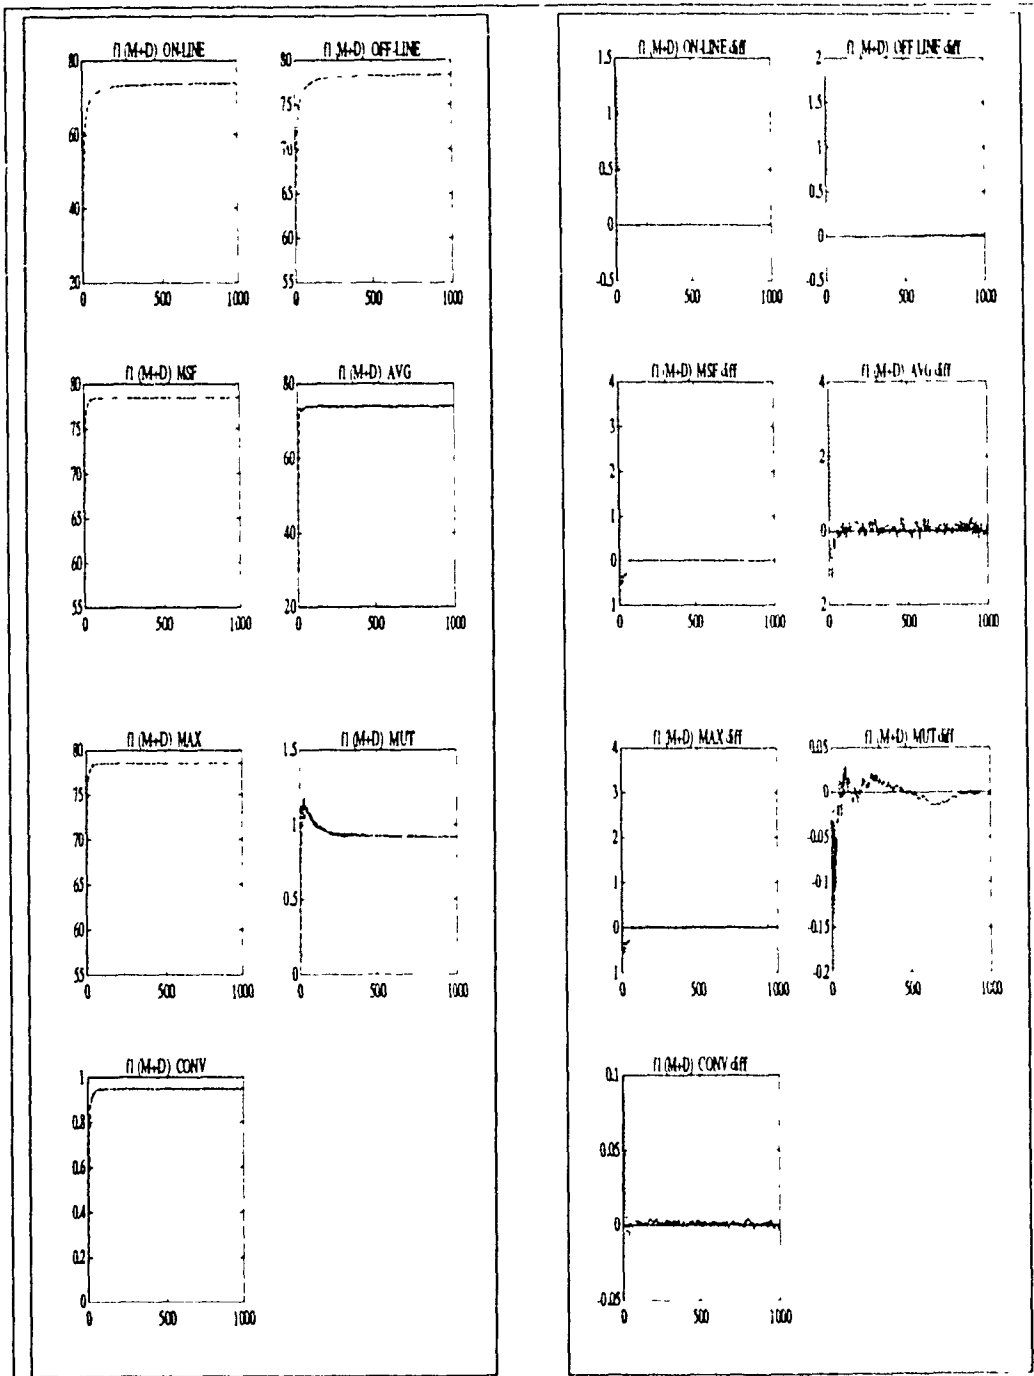 f1 (M+D) ON-LINE
80
60
40
20
0 500 1000
f1 (M+D) OFF-LINE
80
75
70
65
60
55
0 500 1000
f1 (M+D) MSF
80
75
70
65
60
55
0 500 1000
f1 (M+D) AVG
80
60
40
20
0 500 1000
f1 (M+D) MAX
80
75
70
65
60
55
0 500 1000
f1 (M+D) MUT
1.5
1
0.5
0
0 500 1000
f1 (M+D) CONV
1
0.8
0.6
0.4
0.2
0
0 500 1000
f1 (M+D) ON-LINE diff
1.5
1
0.5
0
-0.5
0 500 1000
f1 (M+D) OFF LINE diff
2
1.5
1
0.5
0
-0.5
0 500 1000
f1 (M+D) MSF diff
4
3
2
1
0
1
0 500 1000
f1 (M+D) AVG diff
4
2
0
2
0 500 1000
f1 (M+D) MAX diff
4
3
2
1
0
1
0 500 1000
f1 (M+D) MUT diff
0.05
0
-0.05
-0.1
-0.15
-0.2
0 500 1000
f1 (M+D) CONV diff
0.1
0.05
0
-0.05
0 500 1000